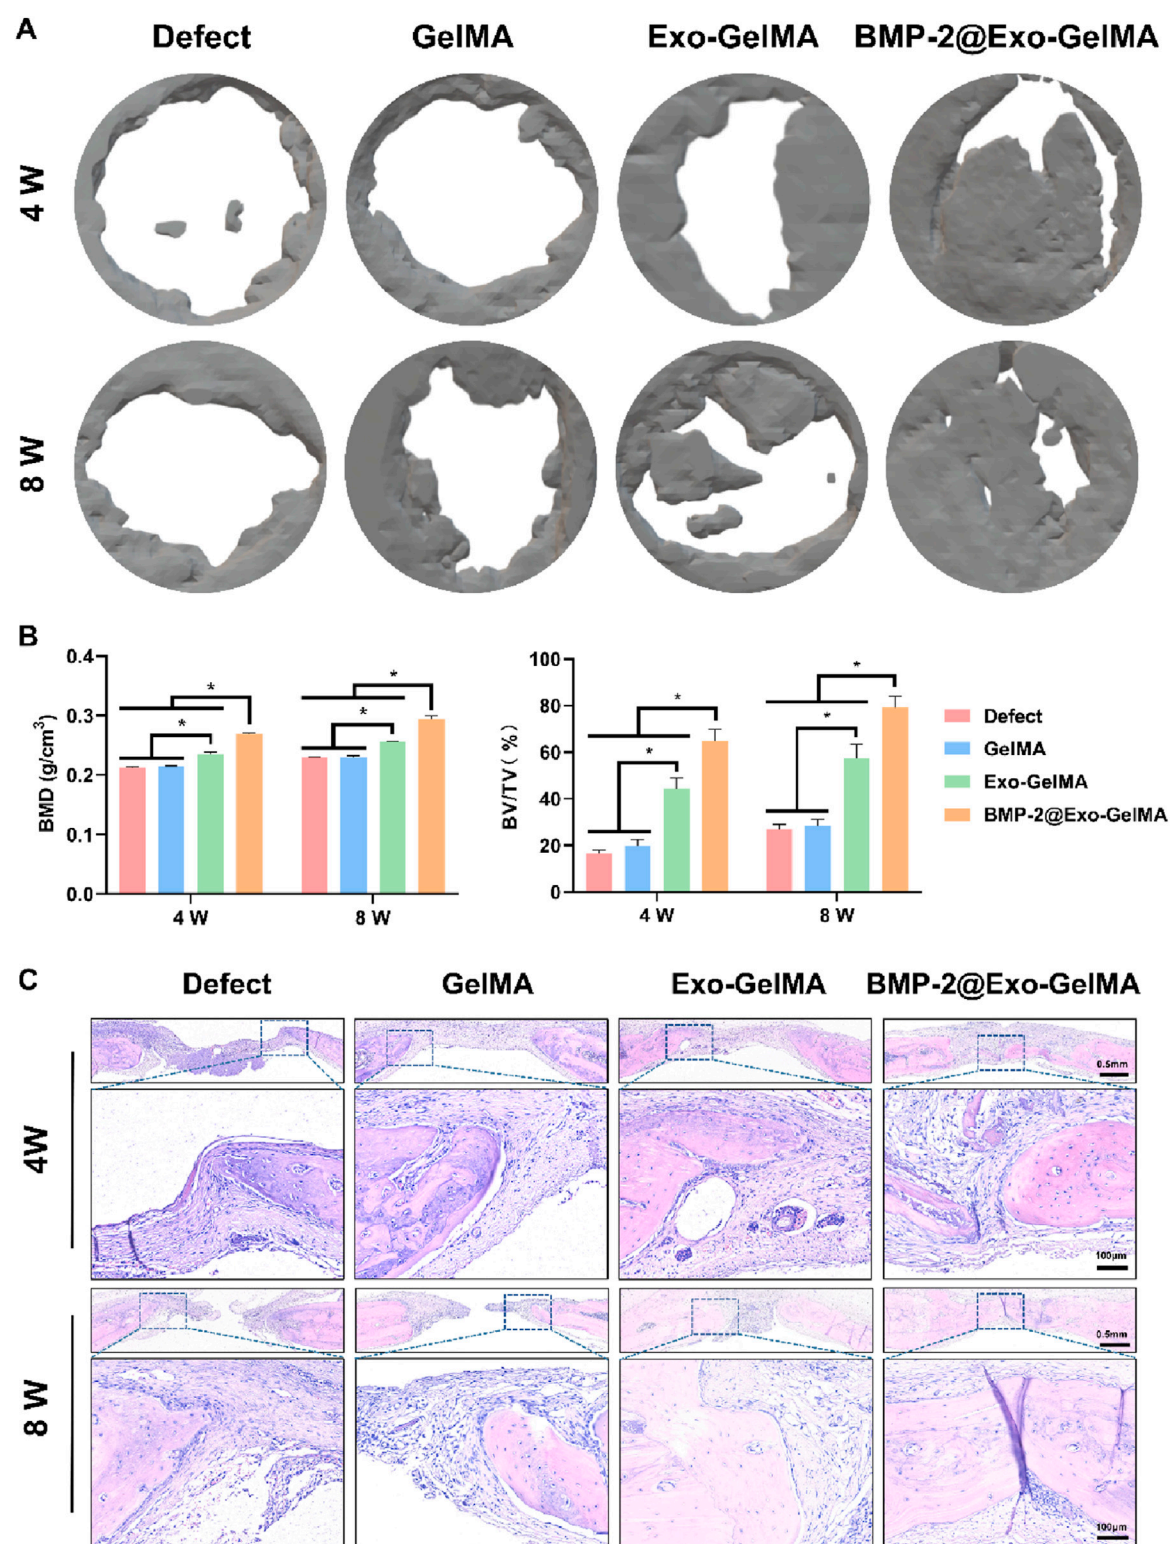 A
Defect GelMA Exo-GelMA BMP-2@Exo-GelMA
4 W
8 W
B
BMD (g/cm³)
0.4
0.3
0.2
0.1
0.0
* * * *
4 W 8 W
BV/TV( %)
100
80
60
40
20
0
* * * *
4 W 8 W
Defect
GelMA
Exo-GelMA
BMP-2@Exo-GelMA
C
Defect GelMA Exo-GelMA BMP-2@Exo-GelMA
4W
0.5mm
100μm
8 W
0.5mm
100μm